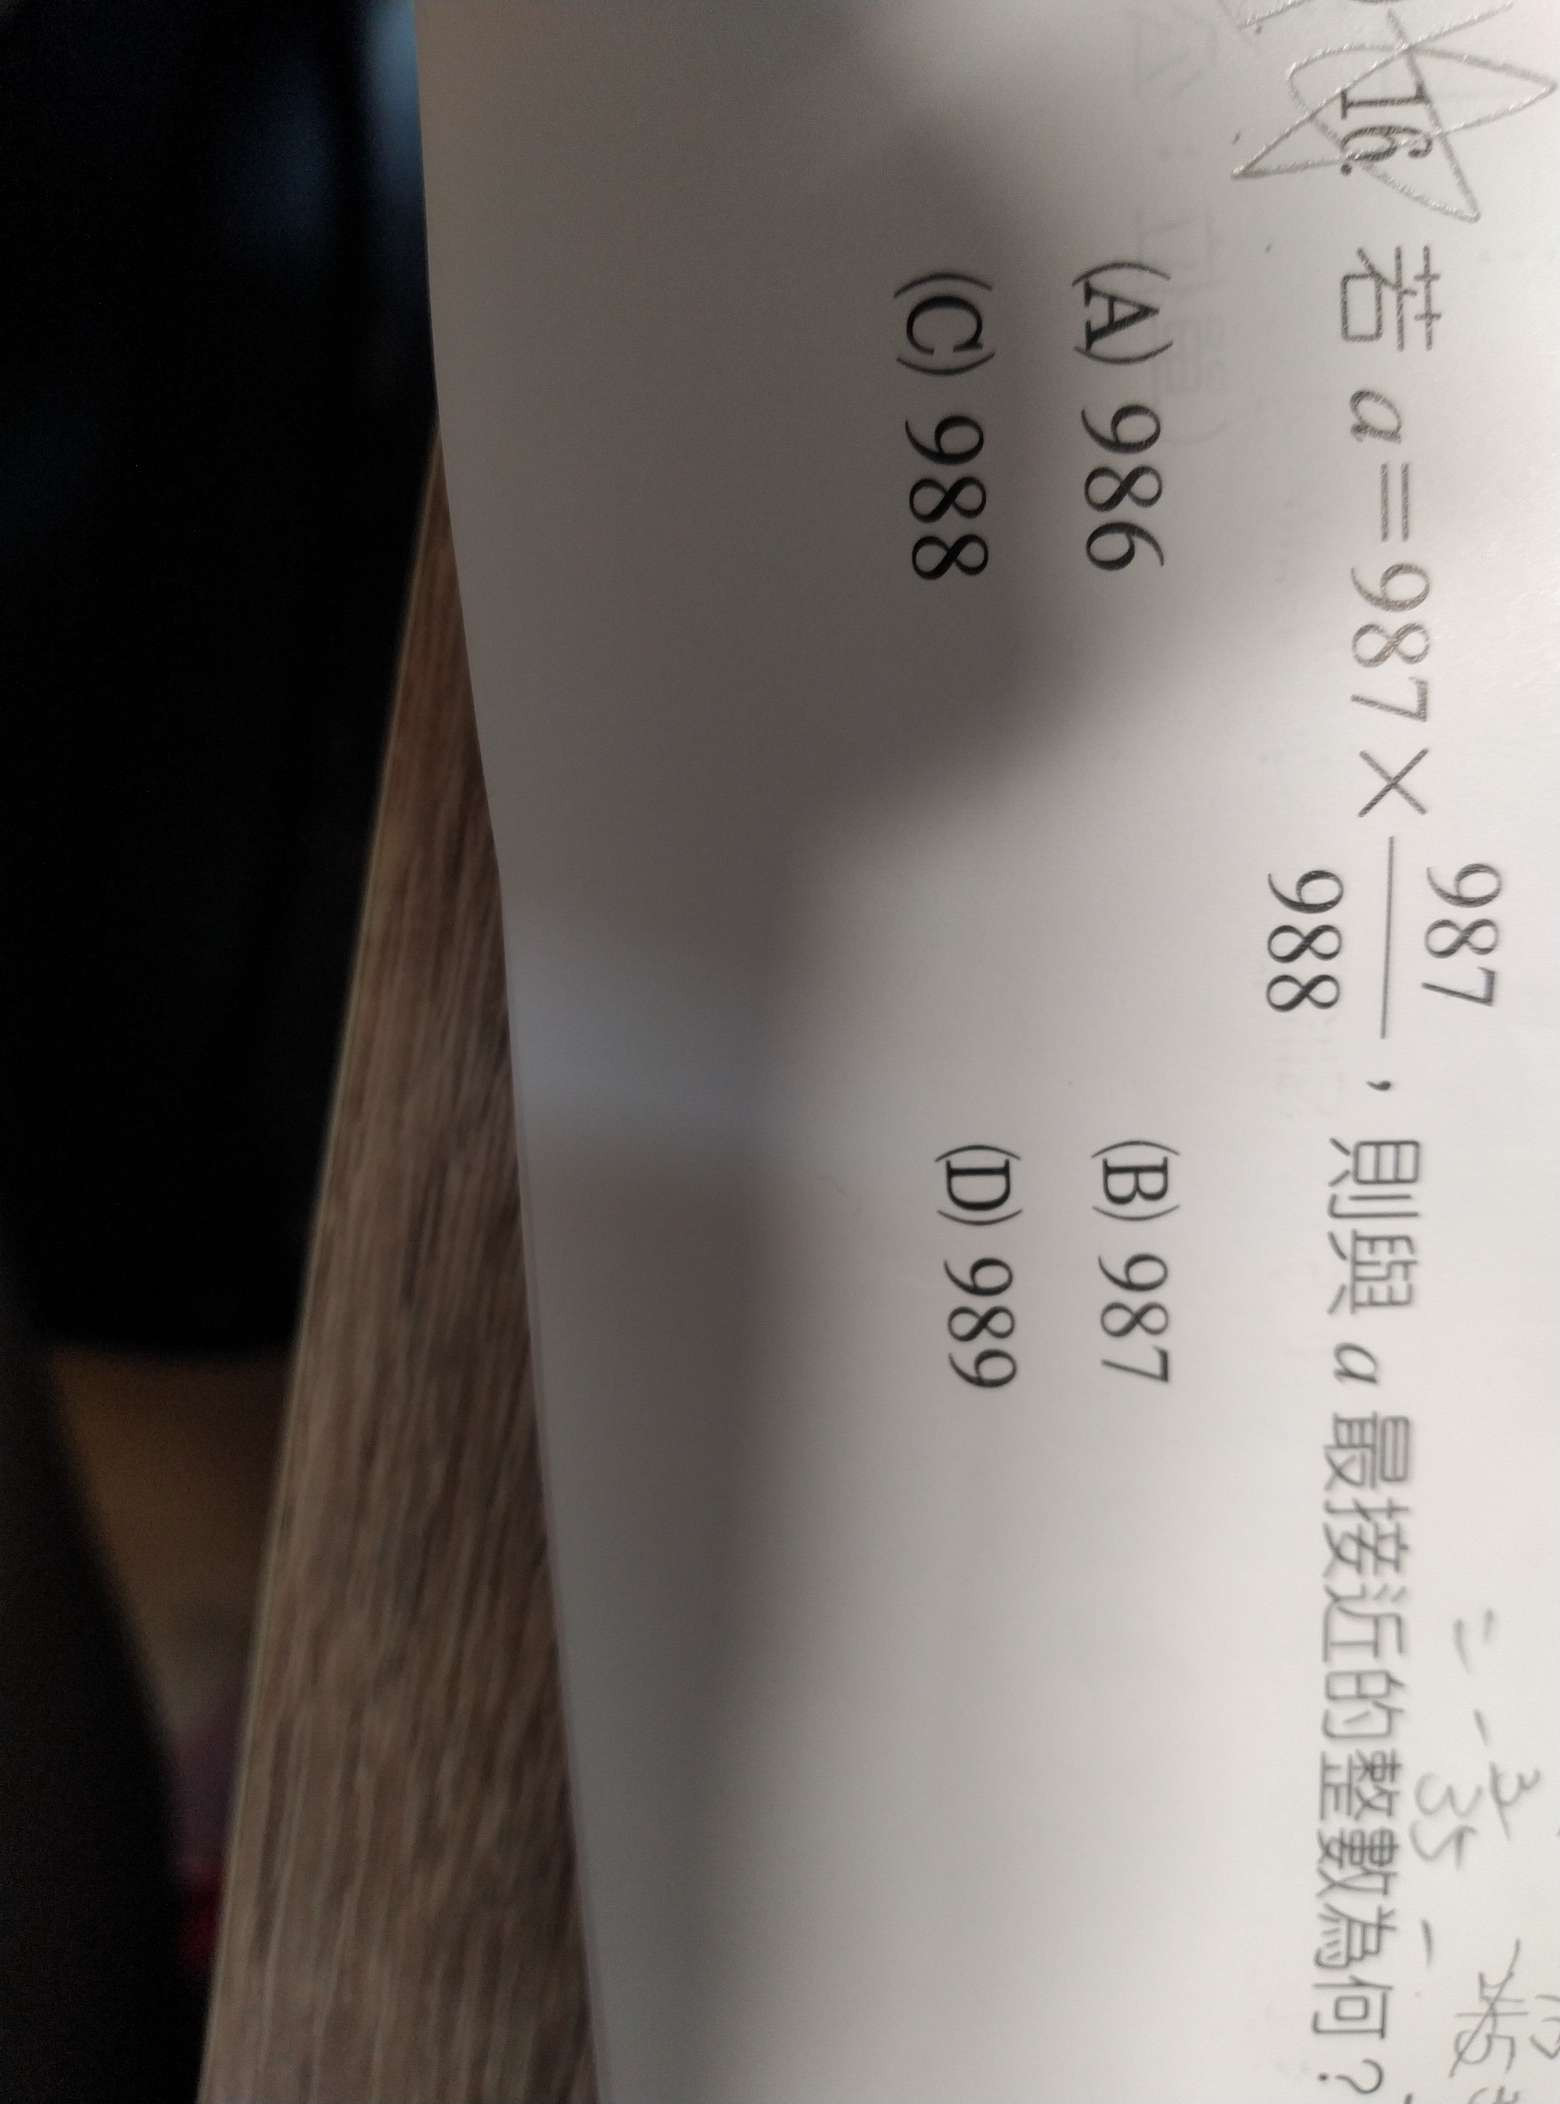 16. 若 a=987×987/988，則與 a 最接近的整數為何？
(A) 986 (B) 987
(C) 988 (D) 989